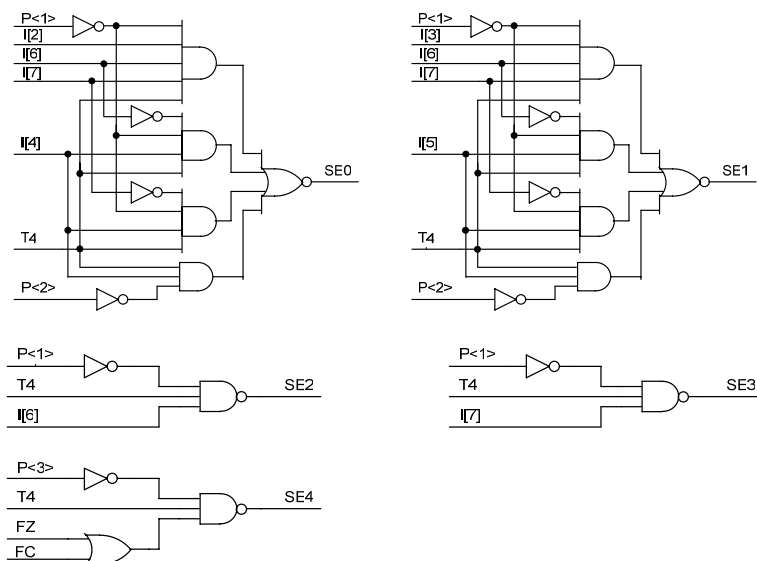 P<1>
I[2]
I[6]
I[7]
I[4]
SE0
T4
P<2>
P<1>
I[3]
I[6]
I[7]
I[5]
SE1
T4
P<2>
P<1>
T4
I[6]
SE2
P<1>
T4
I[7]
SE3
P<3>
T4
FZ
FC
SE4